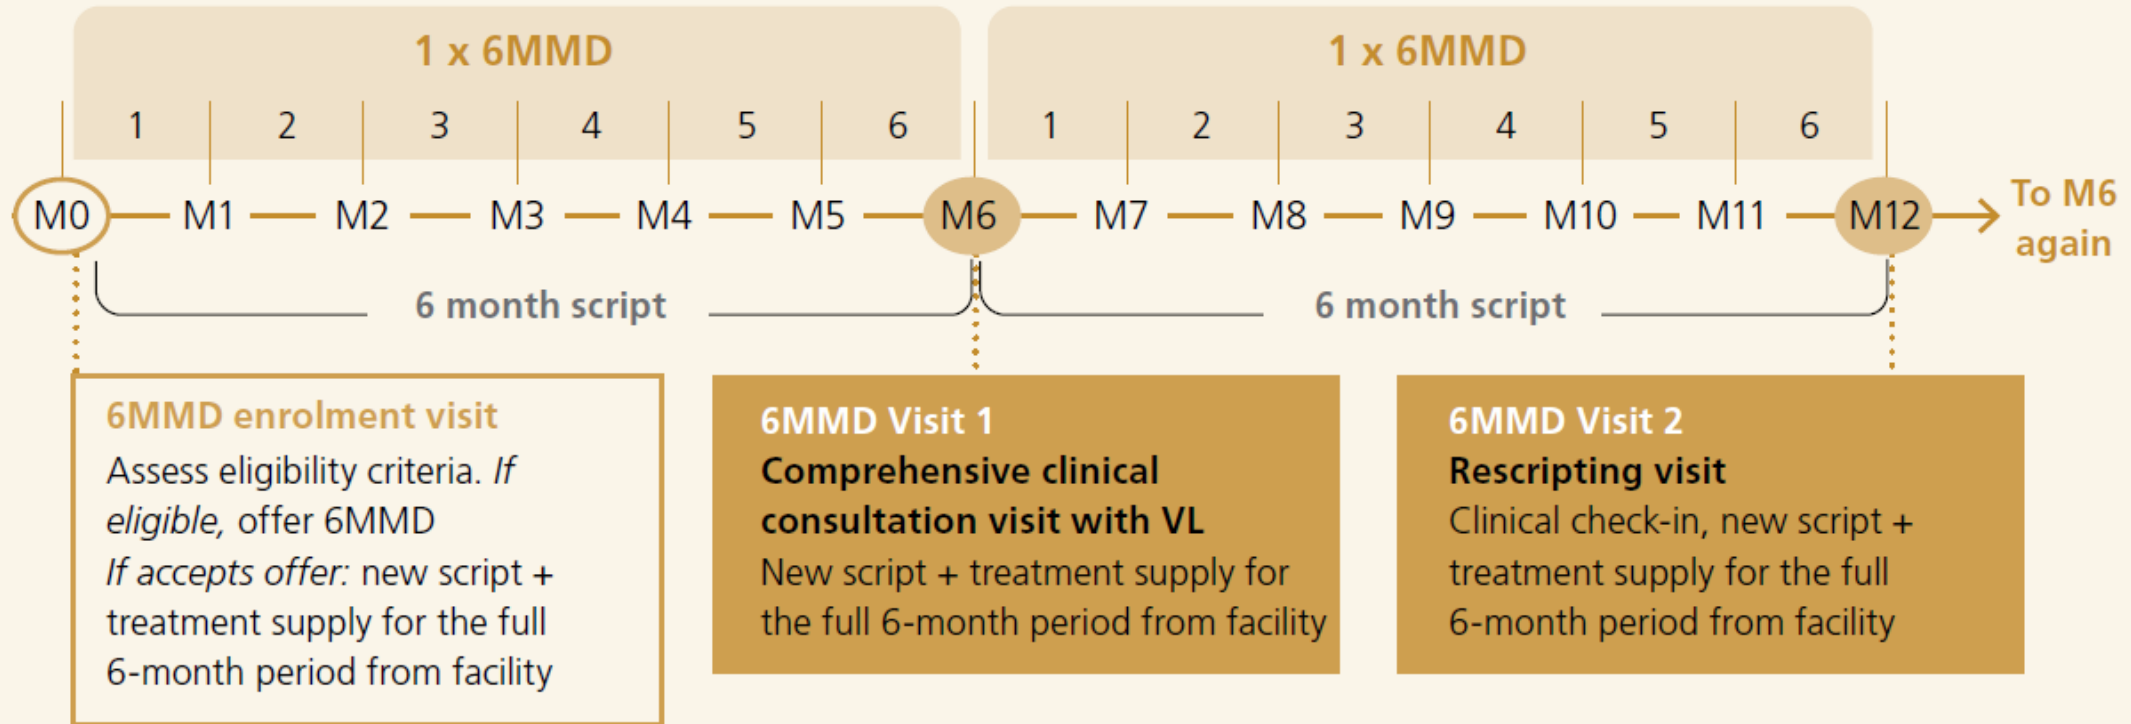 1 x 6MMD
1 x 6MMD
1 2 3 4 5 6 1 2 3 4 5 6
M0 M1 M2 M3 M4 M5 M6 M7 M8 M9 M10 M11 M12
To M6
again
6 month script
6 month script
6MMD enrolment visit
Assess eligibility criteria. If
eligible, offer 6MMD
If accepts offer: new script +
treatment supply for the full
6-month period from facility
6MMD Visit 1
Comprehensive clinical
consultation visit with VL
New script + treatment supply for
the full 6-month period from facility
6MMD Visit 2
Rescripting visit
Clinical check-in, new script +
treatment supply for the full
6-month period from facility